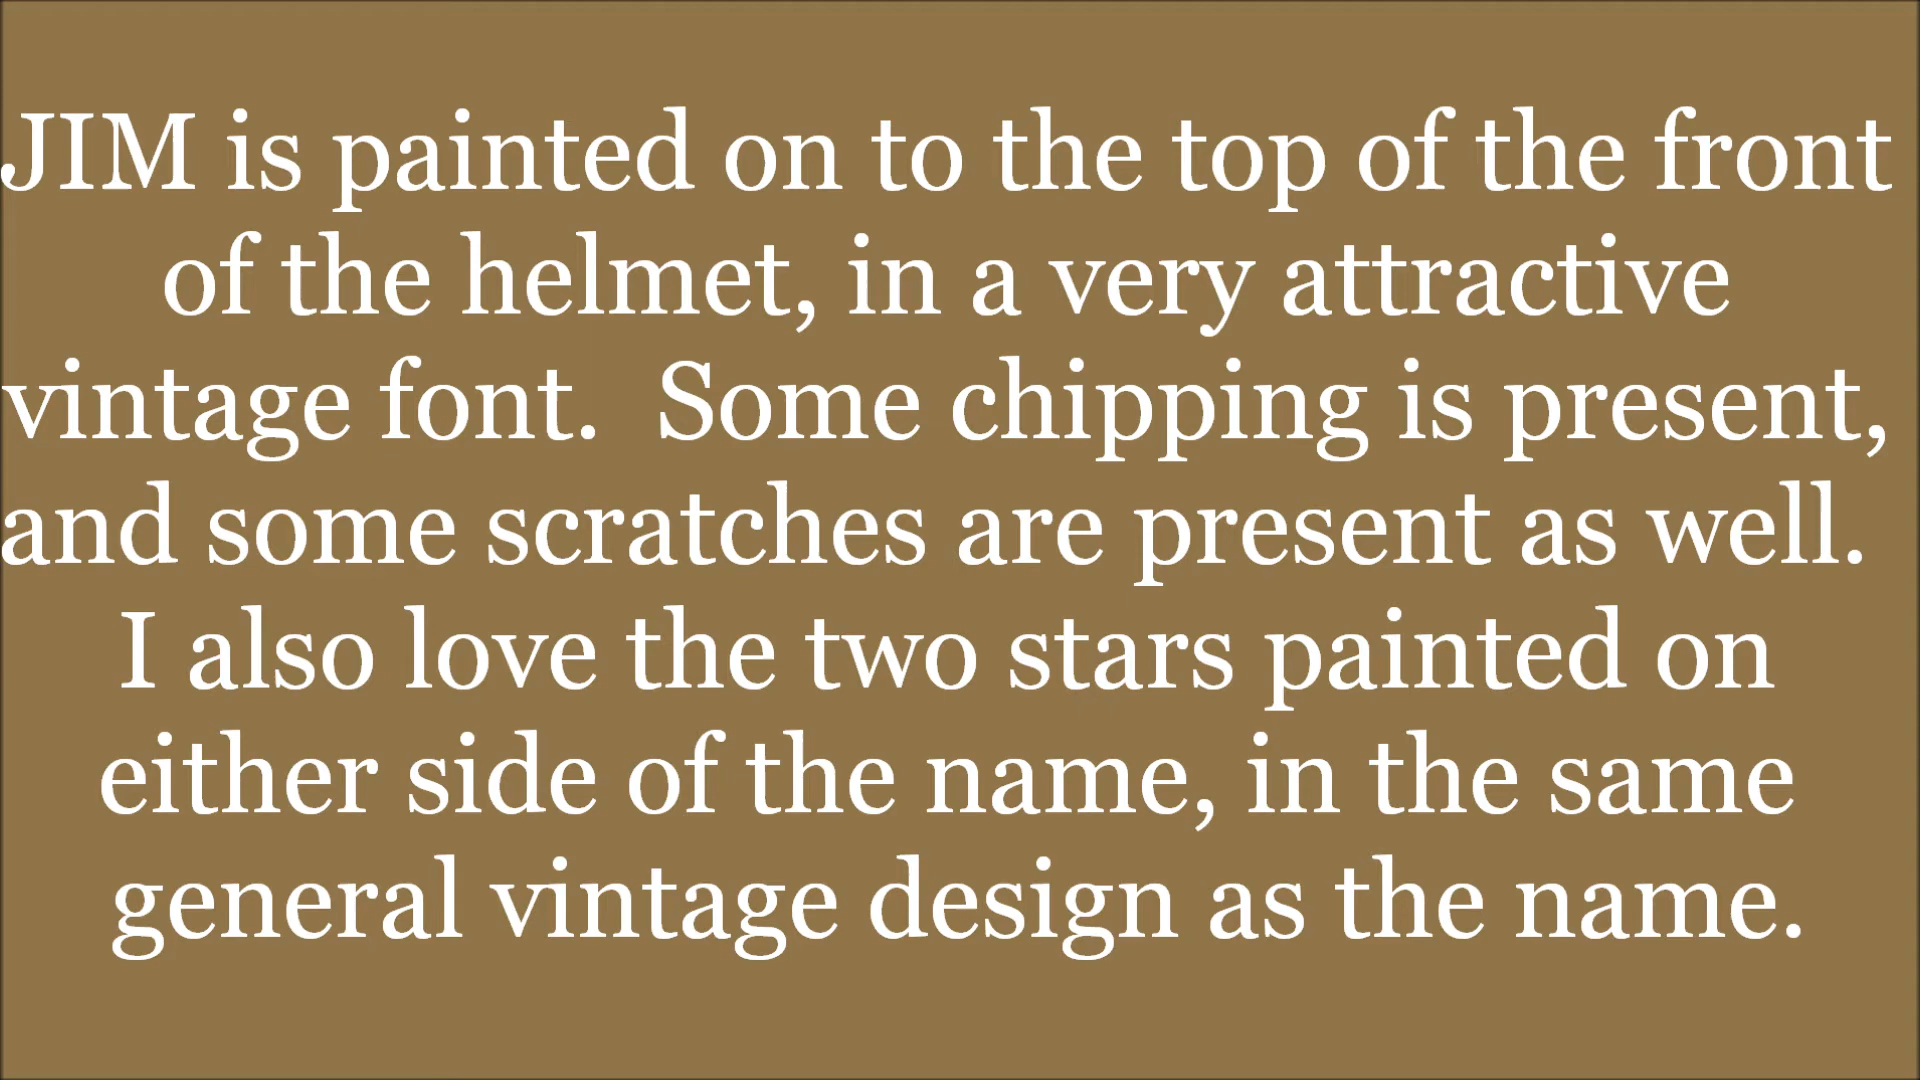 JIM is painted on to the top of the front
of the helmet, in a very attractive
vintage font.  Some chipping is present,
and some scratches are present as well.
I also love the two stars painted on
either side of the name, in the same
general vintage design as the name.